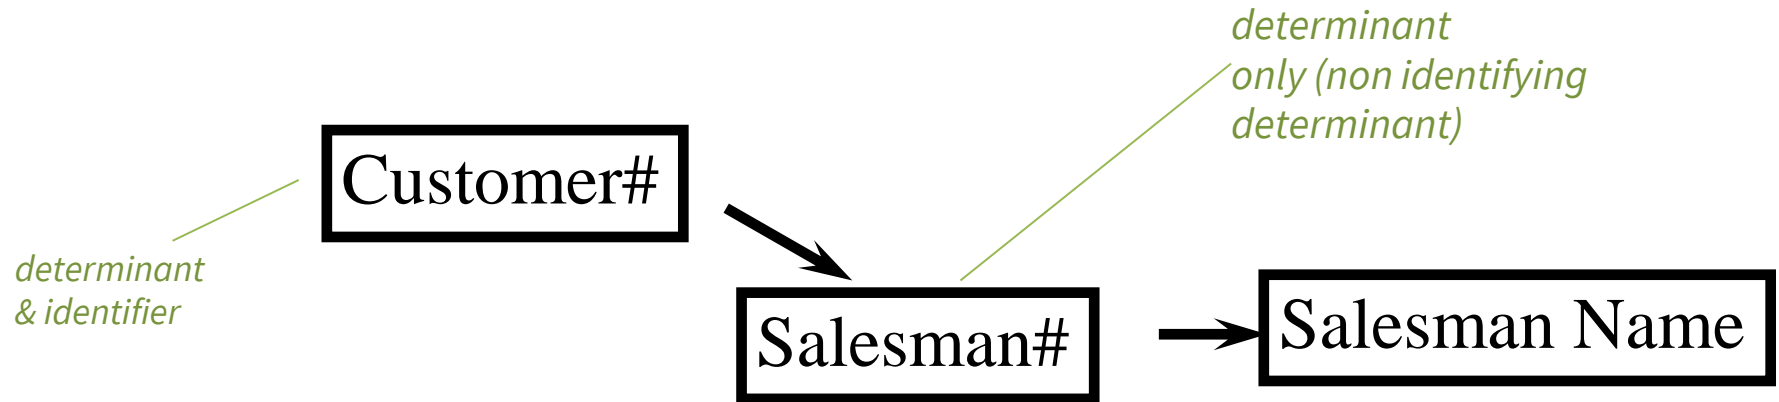 determinant
only (non identifying
determinant)
Customer#
determinant
& identifier
Salesman#
Salesman Name